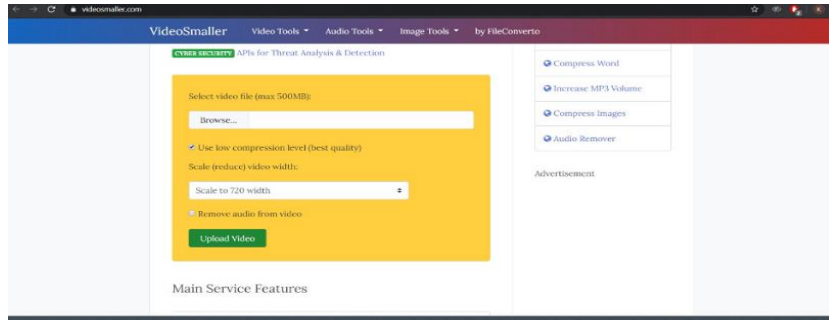 videosmaller.com
VideoSmaller Video Tools Audio Tools Image Tools by FileConverto
CYBER SECURITY APIs for Threat Analysis & Detection
Select video file (max 500MB):
Browse...
Use low compression level (best quality)
Scale (reduce) video width:
Scale to 720 width
Remove audio from video
Upload Video
Main Service Features
Compress Word
Increase MP3 Volume
Compress Images
Audio Remover
Advertisement